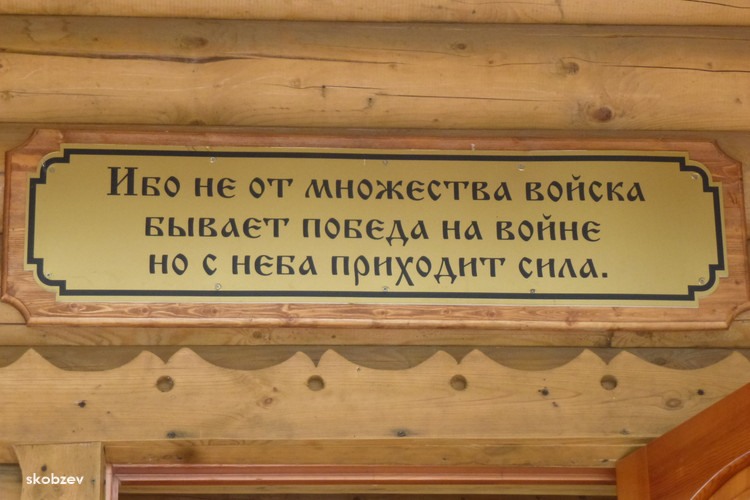 Ибо не от множества войска
бывает победа на войне
но с неба приходит сила.
skobzev